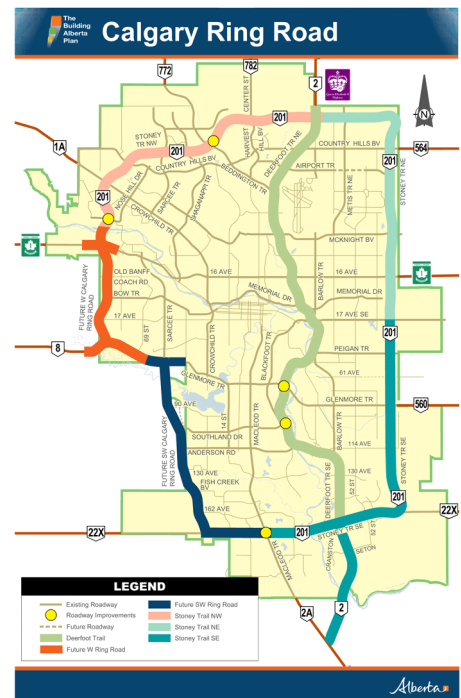 The
Building
Alberta
Plan
Calgary Ring Road
772
782
2
CENTER ST
HARVEST
HILL BV
DEERFOOT TR NE
201
N
1A
STONEY
TR NW
201
COUNTRY HILLS BV
COUNTRY HILLS BV
564
BEDDINGTON TR
AIRPORT TR
201
STONEY TR NE
NOSE HILL DR
SARCEE TR
SHAGANAPPI TR
METIS TR NE
201
CROWCHILD TR
MCKNIGHT BV
1
1
FUTURE W CALGARY
RING ROAD
OLD BANFF
COACH RD
16 AVE
BARLOW TR
16 AVE
BOW TR
MEMORIAL DR
MEMORIAL DR
17 AVE
69 ST
SARCEE TR
CROWCHILD TR
17 AVE SE
201
8
BLACKFOOT TR
PEIGAN TR
GLENMORE TR
61 AVE
90 AVE
14 ST
MACLEOD TR
GLENMORE TR
560
SOUTHLAND DR
BARLOW TR
114 AVE
FUTURE SW CALGARY
RING ROAD
ANDERSON RD
130 AVE
FISH CREEK
BV
130 AVE
52 ST
STONEY TR SE
162 AVE
DEERFOOT TR SE
201
22X
201
STONEY TR SE
52 ST
22X
MACLEOD TR
CRANSTON
SETON
2A
2
LEGEND
Existing Roadway
Roadway Improvements
Future Roadway
Deerfoot Trail
Future W Ring Road
Future SW Ring Road
Stoney Trail NW
Stoney Trail NE
Stoney Trail SE
Alberta